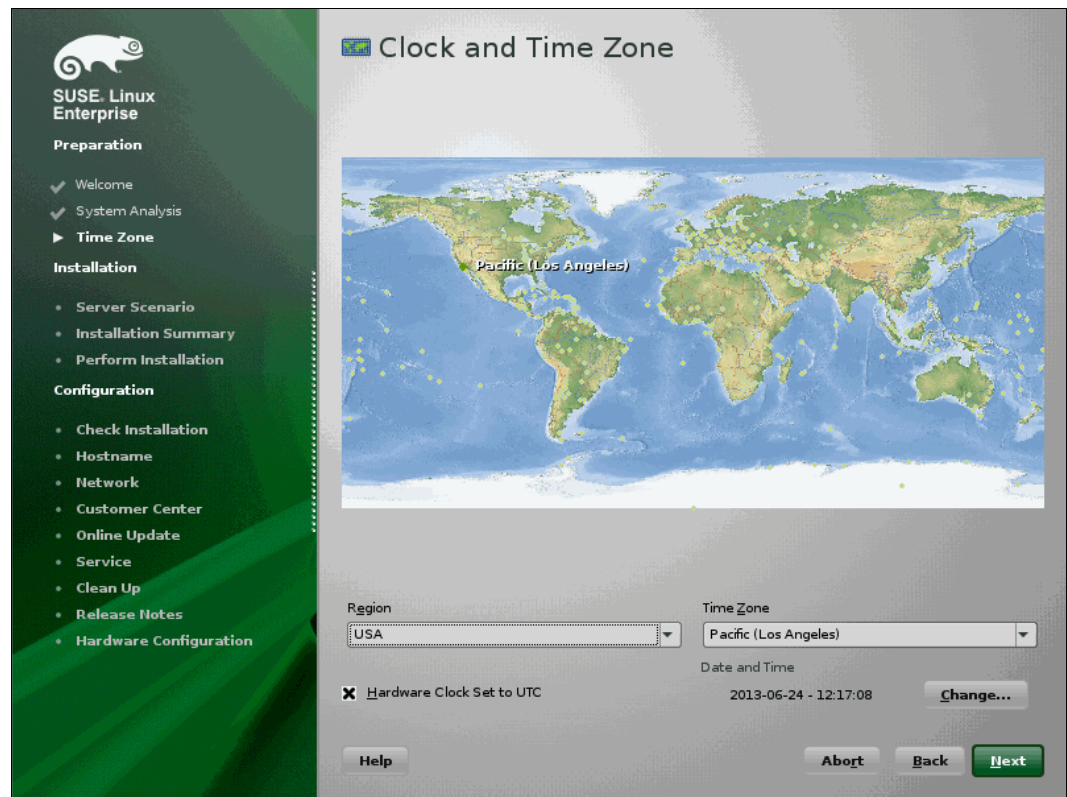 SUSE. Linux
Enterprise
Preparation
Welcome
System Analysis
Time Zone
Installation
Server Scenario
Installation Summary
Perform Installation
Configuration
Check Installation
Hostname
Network
Customer Center
Online Update
Service
Clean Up
Release Notes
Hardware Configuration
Clock and Time Zone
Pacific (Los Angeles)
Region
USA
Time Zone
Pacific (Los Angeles)
Date and Time
Hardware Clock Set to UTC
2013-06-24 - 12:17:08
Change...
Help
Abort
Back
Next